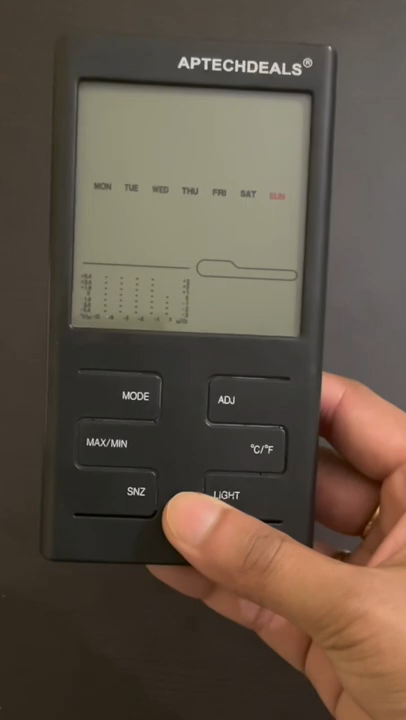 APTECHDEALS®
MON TUE WED THU FRI SAT SUN
MODE
ADJ
MAX/MIN
°C/°F
SNZ
LIGHT